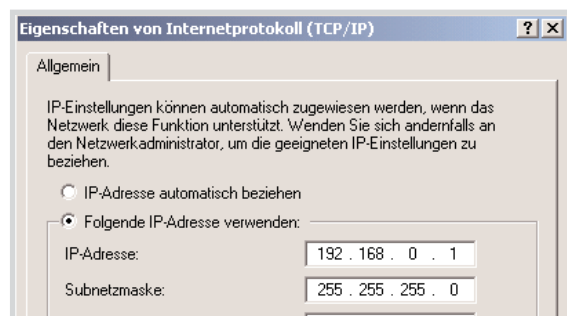 Eigenschaften von Internetprotokoll (TCP/IP)
Allgemein
IP-Einstellungen können automatisch zugewiesen werden, wenn das
Netzwerk diese Funktion unterstützt. Wenden Sie sich andernfalls an
den Netzwerkadministrator, um die geeigneten IP-Einstellungen zu
beziehen.
IP-Adresse automatisch beziehen
Folgende IP-Adresse verwenden:
IP-Adresse: 192 . 168 . 0 . 1
Subnetzmaske: 255 . 255 . 255 . 0